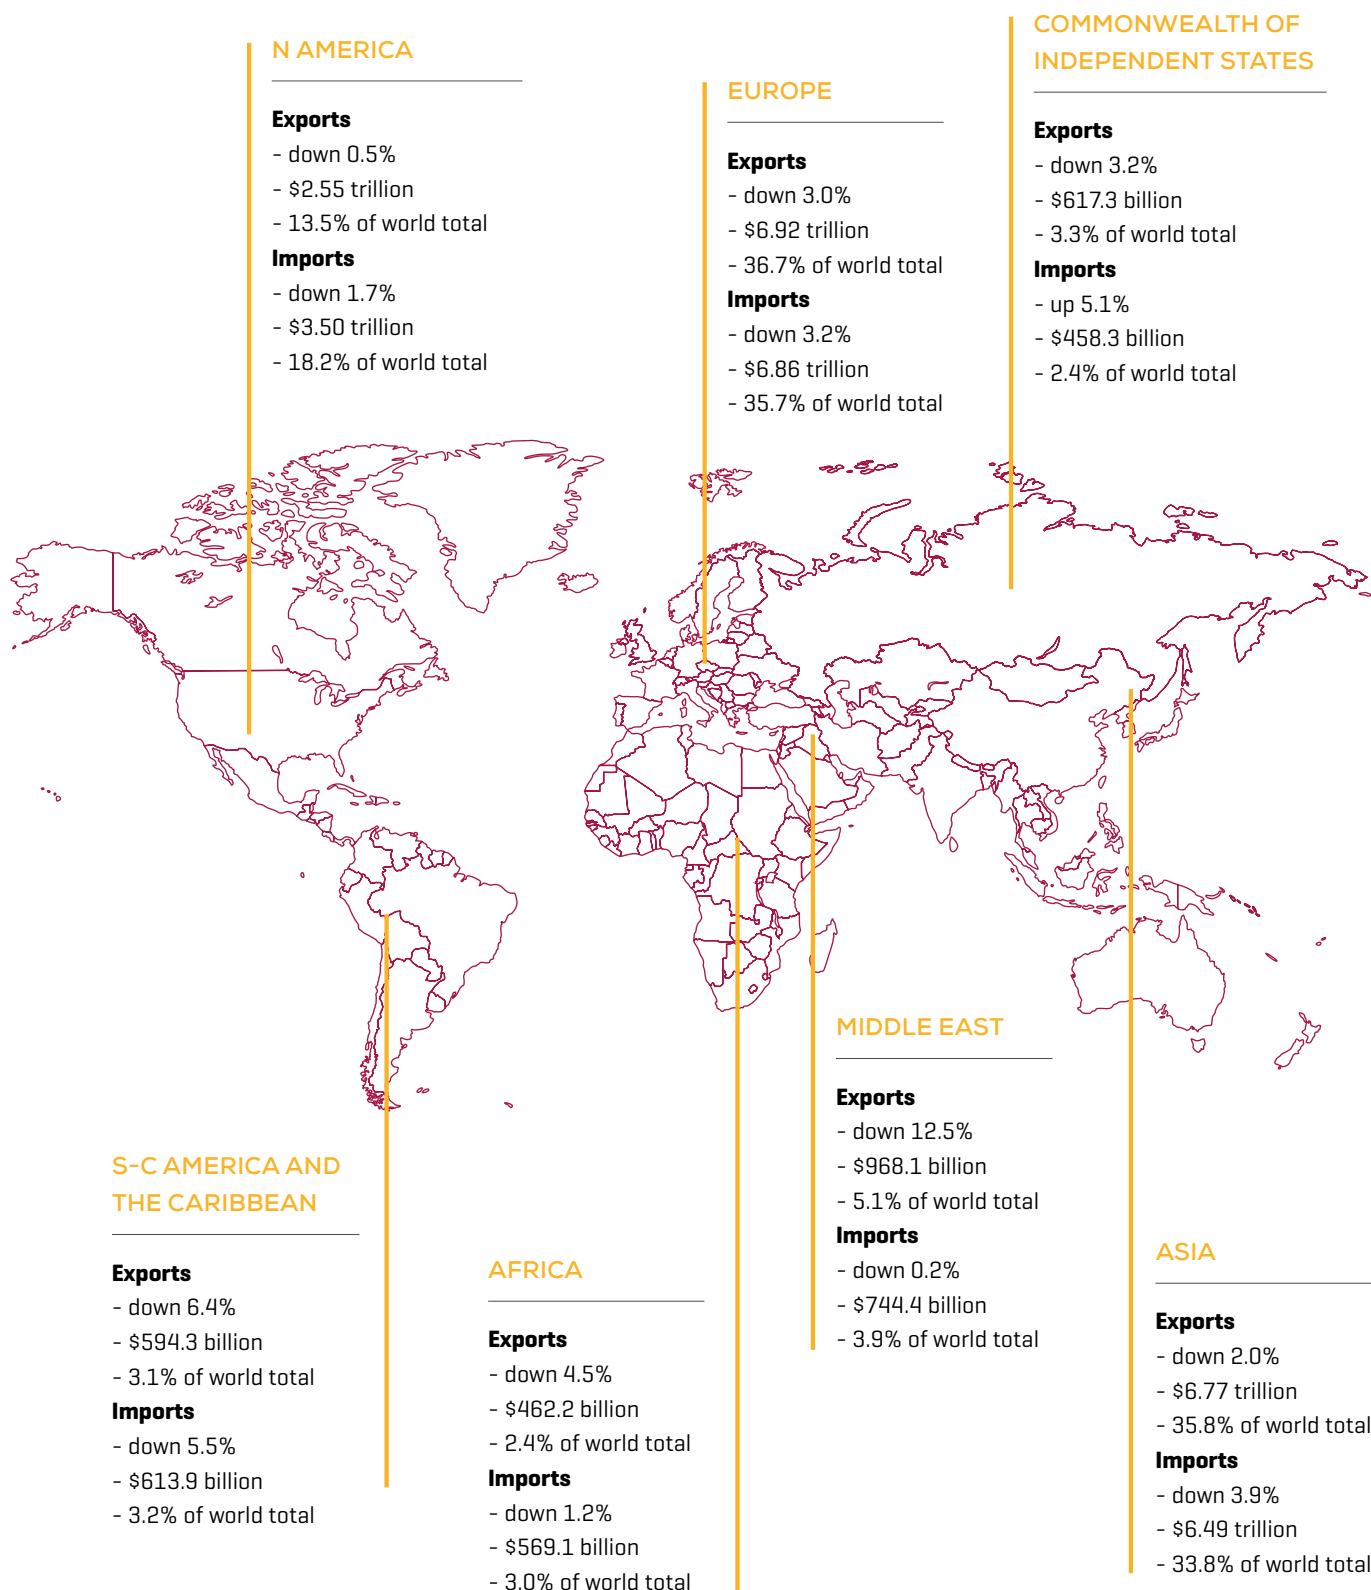 N AMERICA
Exports
- down 0.5%
- $2.55 trillion
- 13.5% of world total
Imports
- down 1.7%
- $3.50 trillion
- 18.2% of world total
EUROPE
Exports
- down 3.0%
- $6.92 trillion
- 36.7% of world total
Imports
- down 3.2%
- $6.86 trillion
- 35.7% of world total
COMMONWEALTH OF
INDEPENDENT STATES
Exports
- down 3.2%
- $617.3 billion
- 3.3% of world total
Imports
- up 5.1%
- $458.3 billion
- 2.4% of world total
S-C AMERICA AND
THE CARIBBEAN
Exports
- down 6.4%
- $594.3 billion
- 3.1% of world total
Imports
- down 5.5%
- $613.9 billion
- 3.2% of world total
AFRICA
Exports
- down 4.5%
- $462.2 billion
- 2.4% of world total
Imports
- down 1.2%
- $569.1 billion
- 3.0% of world total
MIDDLE EAST
Exports
- down 12.5%
- $968.1 billion
- 5.1% of world total
Imports
- down 0.2%
- $744.4 billion
- 3.9% of world total
ASIA
Exports
- down 2.0%
- $6.77 trillion
- 35.8% of world total
Imports
- down 3.9%
- $6.49 trillion
- 33.8% of world total